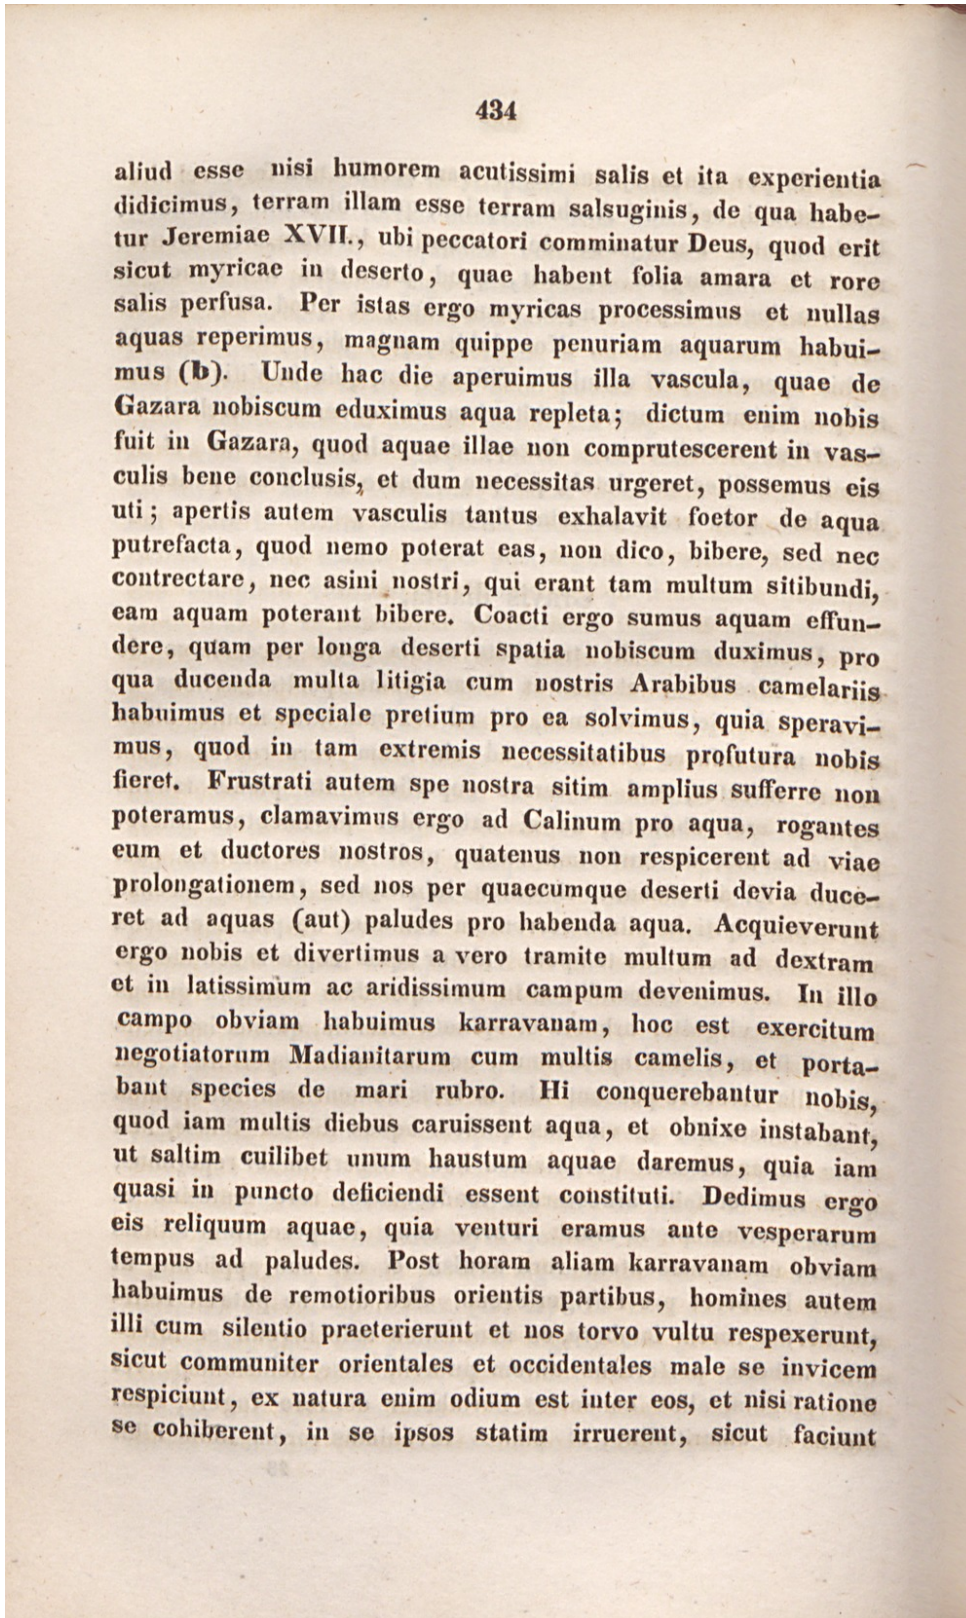 434
aliud esse nisi humorem acutissimi salis et ita experientia
didicimus, terram illam esse terram salsuginis, de qua habe-
tur Jeremiae XVII., ubi peccatori comminatur Deus, quod erit
sicut myricae in deserto, quae habent folia amara et rore
salis perfusa. Per istas ergo myricas processimus et nullas
aquas reperimus, magnam quippe penuriam aquarum habui-
mus (b). Unde hac die aperuimus illa vascula, quae de
Gazara nobiscum eduximus aqua repleta; dictum enim nobis
fuit in Gazara, quod aquae illae non comprutescerent in vas-
culis bene conclusis, et dum necessitas urgeret, possemus eis
uti; apertis autem vasculis tantus exhalavit foetor de aqua
putrefacta, quod nemo poterat eas, non dico, bibere, sed nec
contrectare, nec asini nostri, qui erant tam multum sitibundi,
eam aquam poterant bibere. Coacti ergo sumus aquam effun-
dere, quam per longa deserti spatia nobiscum duximus, pro
qua ducenda multa litigia cum nostris Arabibus camelariis
habuimus et speciale pretium pro ea solvimus, quia speravi-
mus, quod in tam extremis necessitatibus profutura nobis
fieret. Frustrati autem spe nostra sitim amplius sufferre non
poteramus, clamavimus ergo ad Calinum pro aqua, rogantes
eum et ductores nostros, quatenus non respicerent ad viae
prolongationem, sed nos per quaecumque deserti devia duce-
ret ad aquas (aut) paludes pro habenda aqua. Acquieverunt
ergo nobis et divertimus a vero tramite multum ad dextram
et in latissimum ac aridissimum campum devenimus. In illo
campo obviam habuimus karravanam, hoc est exercitum
negotiatorum Madianitarum cum multis camelis, et porta-
bant species de mari rubro. Hi conquerebantur nobis,
quod iam multis diebus caruissent aqua, et obnixe instabant,
ut saltim cuilibet unum haustum aquae daremus, quia iam
quasi in puncto deficiendi essent constituti. Dedimus ergo
eis reliquum aquae, quia venturi eramus ante vesperarum
tempus ad paludes. Post horam aliam karravanam obviam
habuimus de remotioribus orientis partibus, homines autem
illi cum silentio praeterierunt et nos torvo vultu respexerunt,
sicut communiter orientales et occidentales male se invicem
respiciunt, ex natura enim odium est inter eos, et nisi ratione
se cohiberent, in se ipsos statim irruerent, sicut faciunt